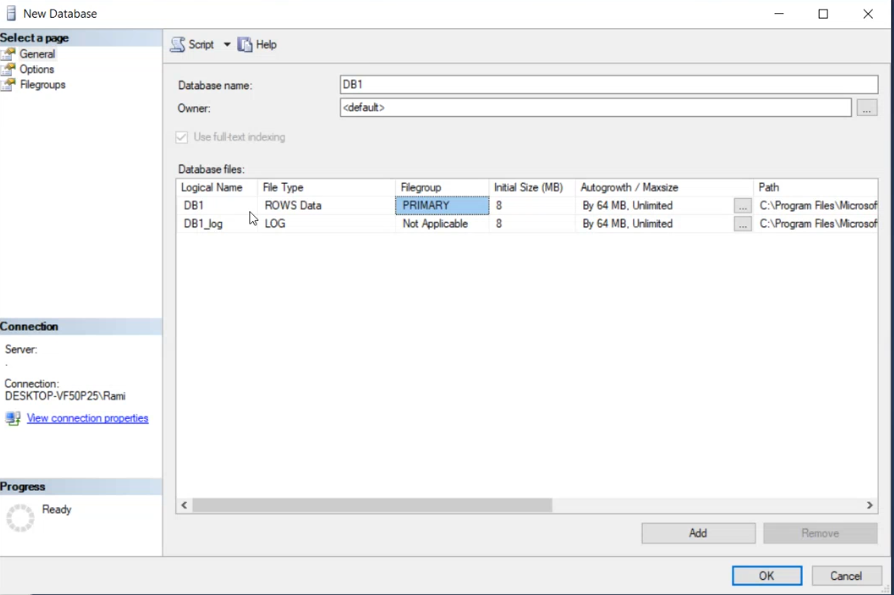 New Database
Select a page
General
Options
Filegroups
Script Help
Database name: DB1
Owner: <default> ...
Use full-text indexing
Database files:
Logical Name File Type Filegroup Initial Size (MB) Autogrowth / Maxsize Path
DB1 ROWS Data PRIMARY 8 By 64 MB, Unlimited ... C:\Program Files\Microsof
DB1_log LOG Not Applicable 8 By 64 MB, Unlimited ... C:\Program Files\Microsof
Connection
Server:
.
Connection:
DESKTOP-VF50P25\Rami
View connection properties
Progress
Ready
Add Remove
OK Cancel